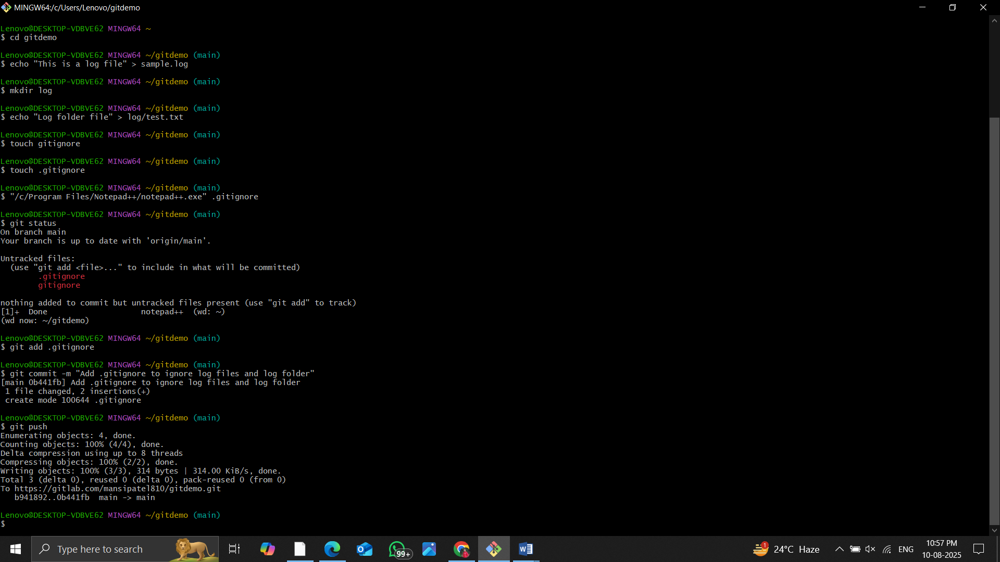 MINGW64:/c/Users/Lenovo/gitdemo
Lenovo@DESKTOP-VDBVE62 MINGW64 ~
$ cd gitdemo
Lenovo@DESKTOP-VDBVE62 MINGW64 ~/gitdemo (main)
$ echo "This is a log file" > sample.log
Lenovo@DESKTOP-VDBVE62 MINGW64 ~/gitdemo (main)
$ mkdir log
Lenovo@DESKTOP-VDBVE62 MINGW64 ~/gitdemo (main)
$ echo "Log folder file" > log/test.txt
Lenovo@DESKTOP-VDBVE62 MINGW64 ~/gitdemo (main)
$ touch gitignore
Lenovo@DESKTOP-VDBVE62 MINGW64 ~/gitdemo (main)
$ touch .gitignore
Lenovo@DESKTOP-VDBVE62 MINGW64 ~/gitdemo (main)
$ "/c/Program Files/Notepad++/notepad++.exe" .gitignore
Lenovo@DESKTOP-VDBVE62 MINGW64 ~/gitdemo (main)
$ git status
On branch main
Your branch is up to date with 'origin/main'.
Untracked files:
  (use "git add <file>..." to include in what will be committed)
        .gitignore
        gitignore
nothing added to commit but untracked files present (use "git add" to track)
[1]+  Done                    notepad++  (wd: ~)
(wd now: ~/gitdemo)
Lenovo@DESKTOP-VDBVE62 MINGW64 ~/gitdemo (main)
$ git add .gitignore
Lenovo@DESKTOP-VDBVE62 MINGW64 ~/gitdemo (main)
$ git commit -m "Add .gitignore to ignore log files and log folder"
[main 0b441fb] Add .gitignore to ignore log files and log folder
 1 file changed, 2 insertions(+)
 create mode 100644 .gitignore
Lenovo@DESKTOP-VDBVE62 MINGW64 ~/gitdemo (main)
$ git push
Enumerating objects: 4, done.
Counting objects: 100% (4/4), done.
Delta compression using up to 8 threads
Compressing objects: 100% (2/2), done.
Writing objects: 100% (3/3), 314 bytes | 314.00 KiB/s, done.
Total 3 (delta 0), reused 0 (delta 0), pack-reused 0 (from 0)
To https://gitlab.com/mansipatel810/gitdemo.git
   b941892..0b441fb  main -> main
Lenovo@DESKTOP-VDBVE62 MINGW64 ~/gitdemo (main)
$
Type here to search
99+
1
24°C Haze
ENG
10:57 PM
10-08-2025